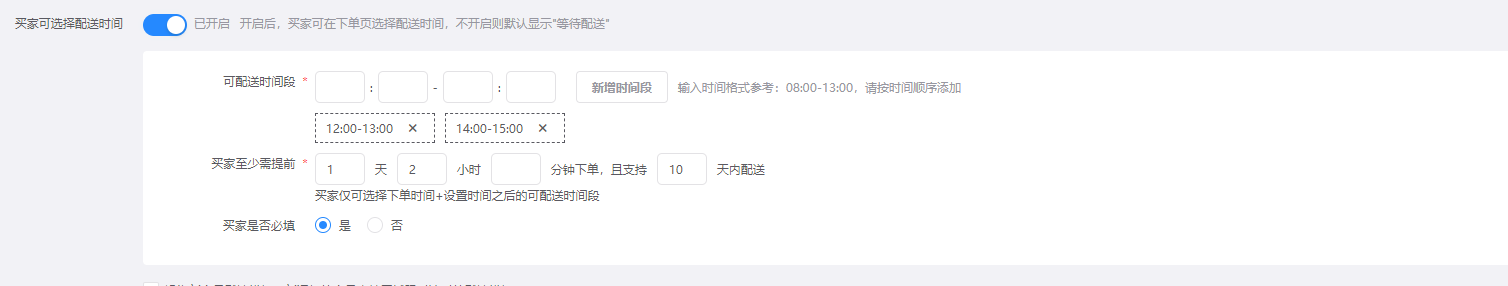 买家可选择配送时间 已开启 开启后，买家可在下单页选择配送时间，不开启则默认显示"等待配送"
可配送时间段 * : - : 新增时间段 输入时间格式参考：08:00-13:00，请按时间顺序添加
12:00-13:00 ✕ 14:00-15:00 ✕
买家至少需提前 * 1 天 2 小时 分钟下单，且支持 10 天内配送
买家仅可选择下单时间+设置时间之后的可配送时间段
买家是否必填 是 否